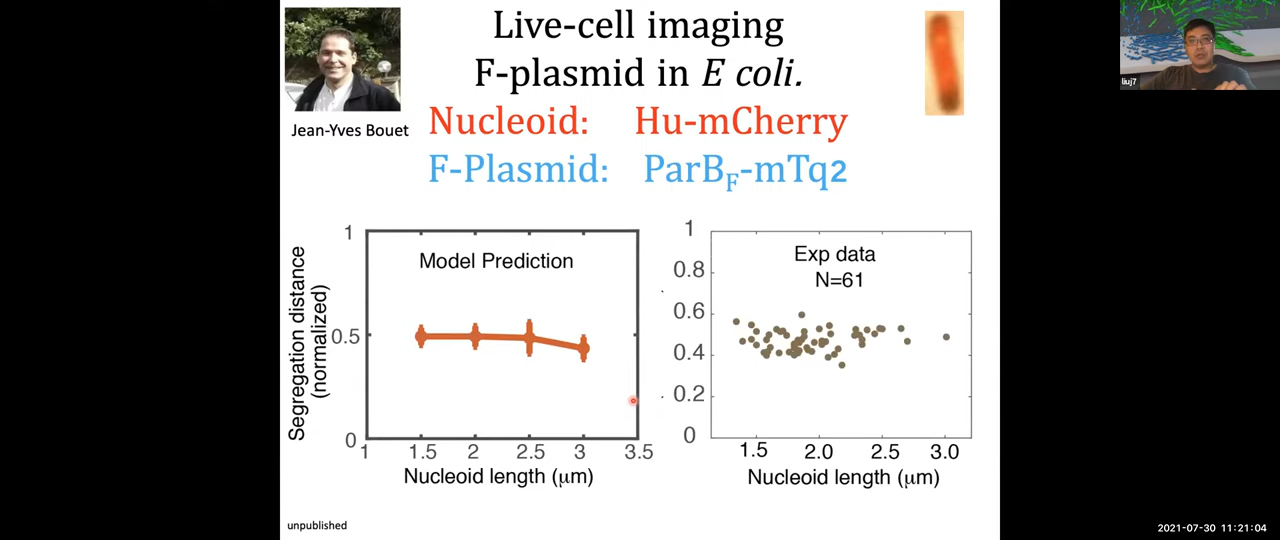 Live-cell imaging
F-plasmid in E coli.
Jean-Yves Bouet
Nucleoid: Hu-mCherry
F-Plasmid: ParBF-mTq2
liuj7
Segregation distance
(normalized)
1
0.5
0
Model Prediction
1 1.5 2 2.5 3 3.5
Nucleoid length (μm)
1
0.8
0.6
0.4
0.2
0
Exp data
N=61
1.5 2.0 2.5 3.0
Nucleoid length (μm)
unpublished
2021-07-30 11:21:04